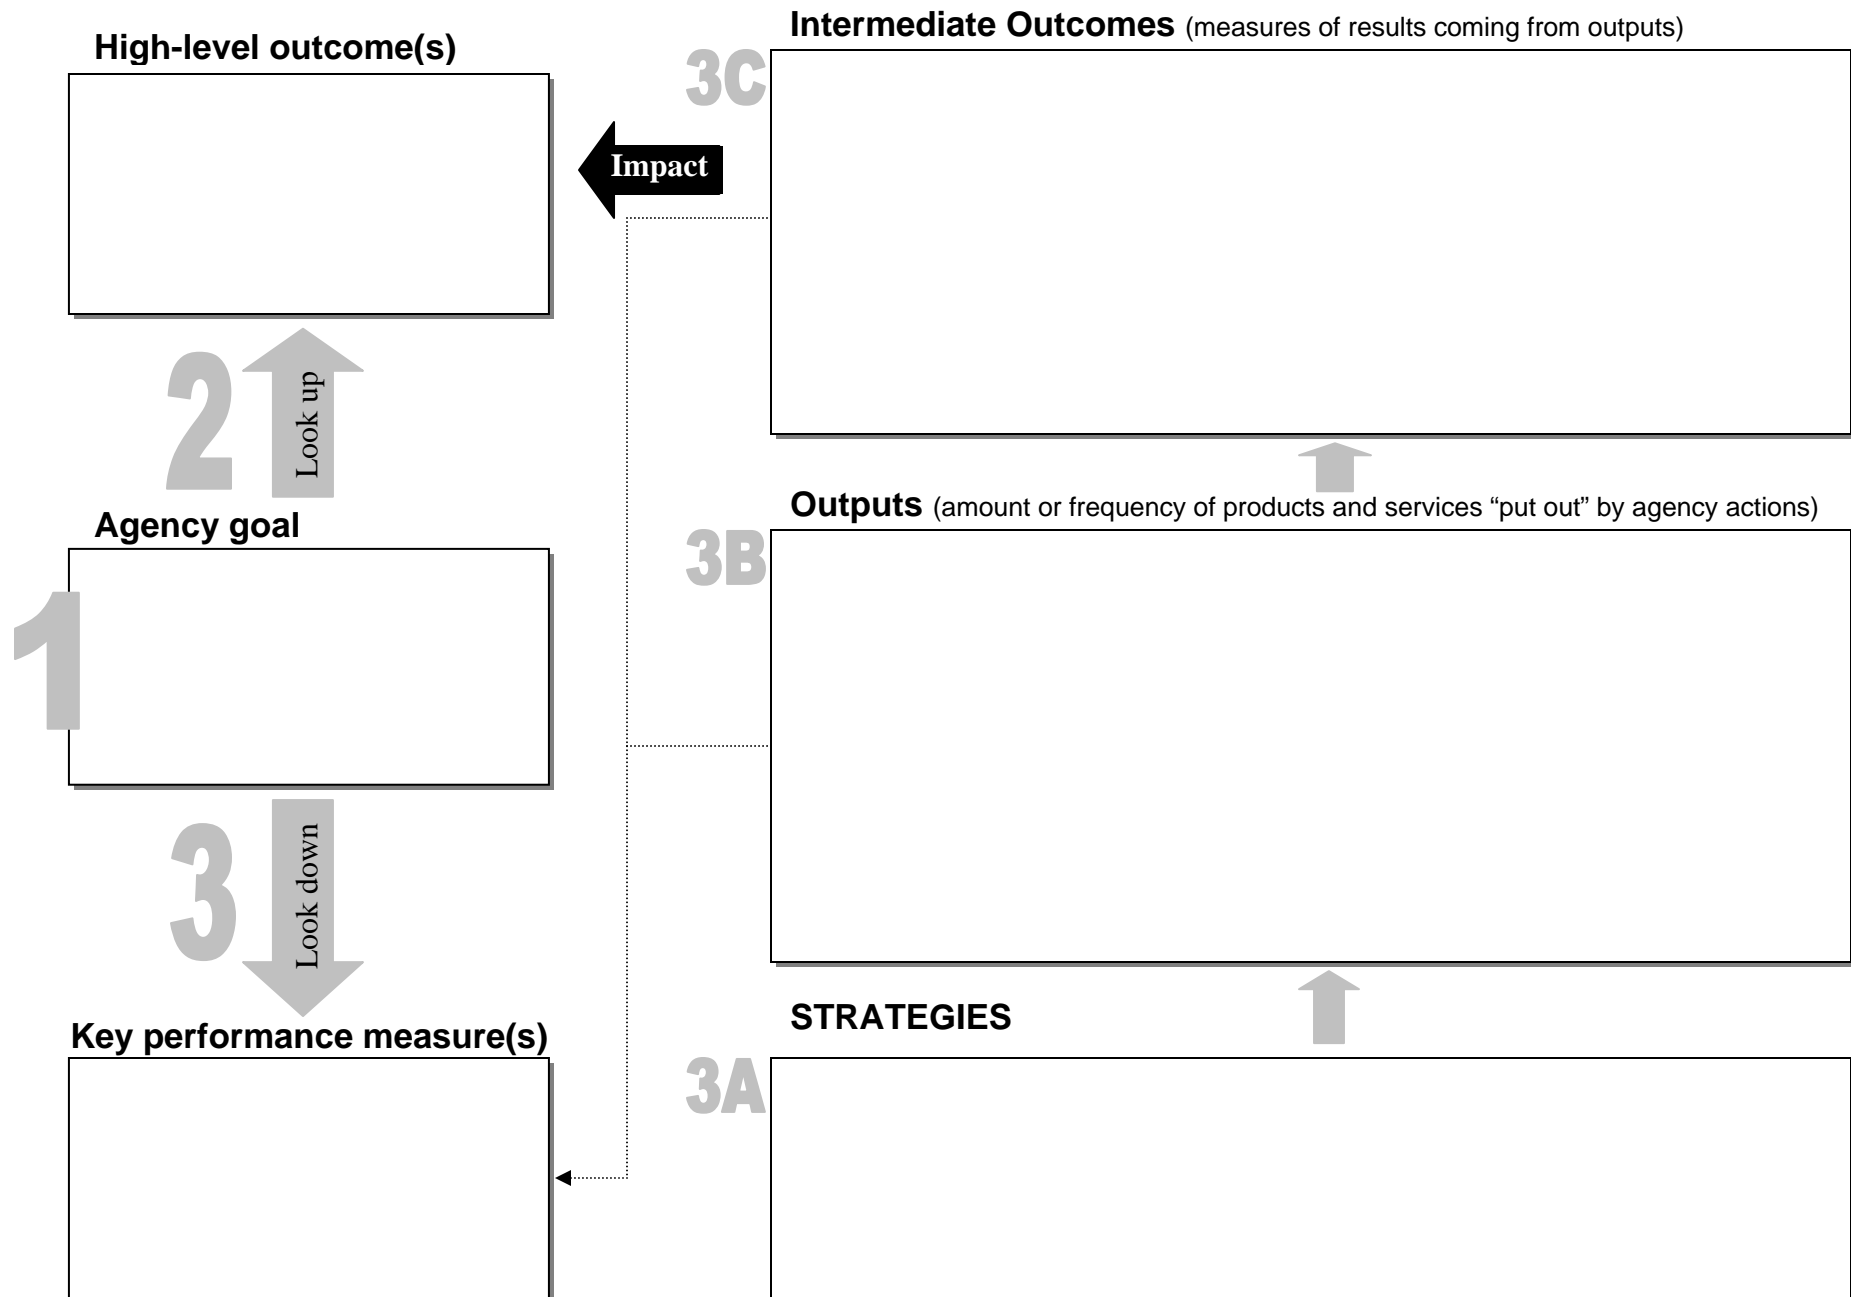 High-level outcome(s)
2
Look up
Agency goal
1
3
Look down
Key performance measure(s)
Impact
Intermediate Outcomes (measures of results coming from outputs)
3C
Outputs (amount or frequency of products and services “put out” by agency actions)
3B
STRATEGIES
3A